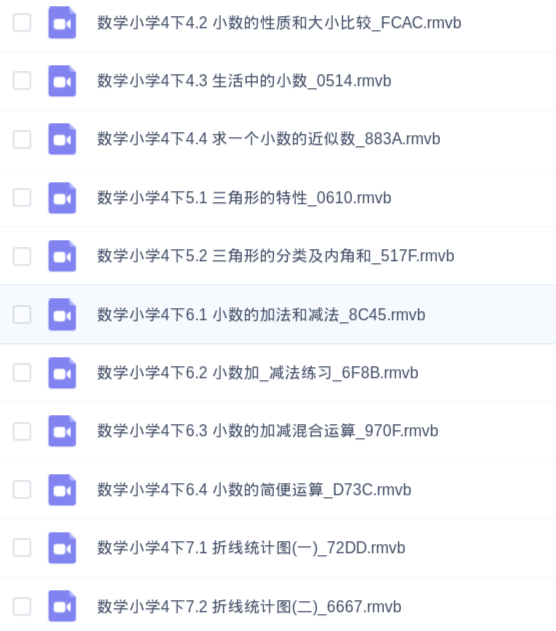 数学小学4下4.2 小数的性质和大小比较_FCAC.rmvb
数学小学4下4.3 生活中的小数_0514.rmvb
数学小学4下4.4 求一个小数的近似数_883A.rmvb
数学小学4下5.1 三角形的特性_0610.rmvb
数学小学4下5.2 三角形的分类及内角和_517F.rmvb
数学小学4下6.1 小数的加法和减法_8C45.rmvb
数学小学4下6.2 小数加_减法练习_6F8B.rmvb
数学小学4下6.3 小数的加减混合运算_970F.rmvb
数学小学4下6.4 小数的简便运算_D73C.rmvb
数学小学4下7.1 折线统计图(一)_72DD.rmvb
数学小学4下7.2 折线统计图(二)_6667.rmvb